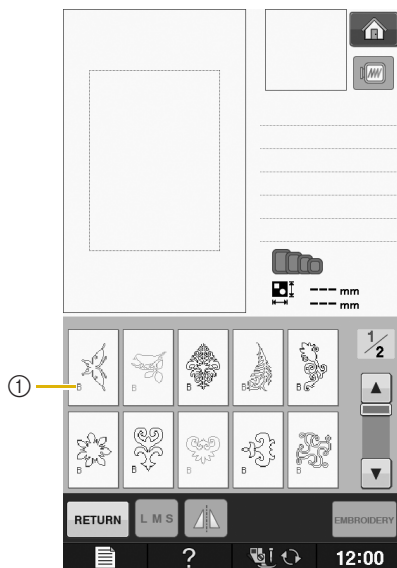 --- mm
--- mm
1/2
①
B B B B B
B B B B B
RETURN L M S EMBROIDERY
? 12:00